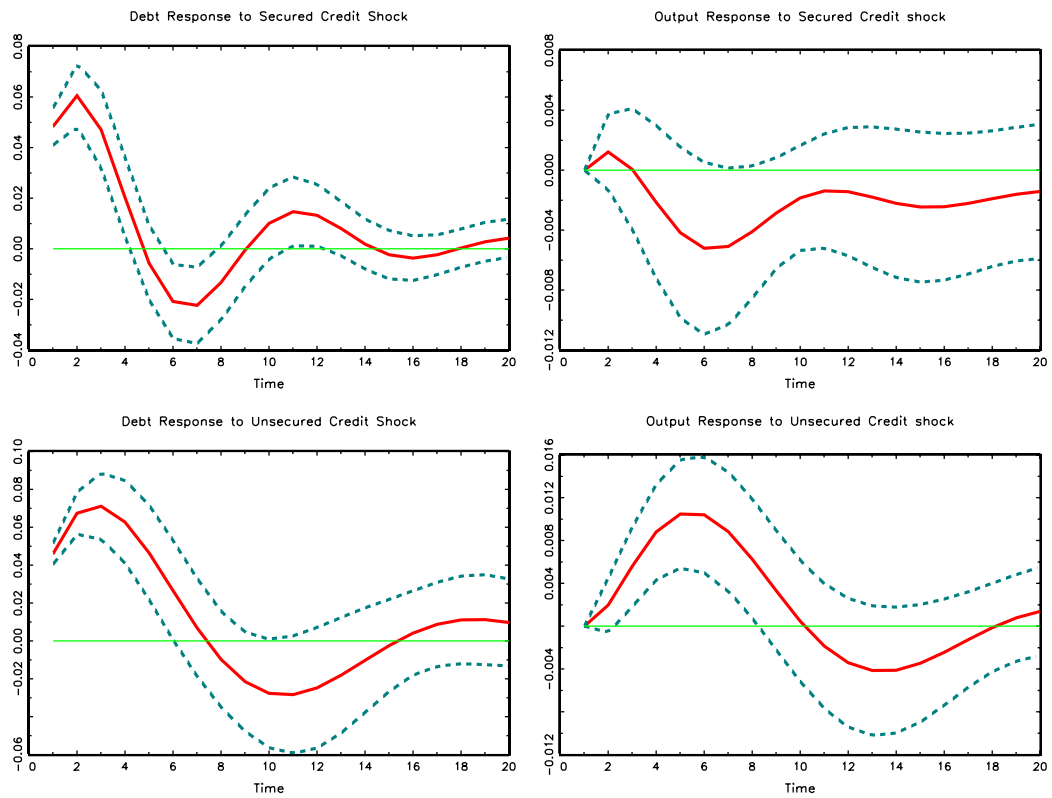 Debt Response to Secured Credit Shock
0.08
0.06
0.04
0.02
0.00
−0.02
−0.04
0 2 4 6 8 10 12 14 16 18 20
Time
Output Response to Secured Credit shock
0.008
0.004
0.000
−0.004
−0.008
−0.012
0 2 4 6 8 10 12 14 16 18 20
Time
Debt Response to Unsecured Credit Shock
0.10
0.08
0.06
0.04
0.02
0.00
−0.02
−0.06
0 2 4 6 8 10 12 14 16 18 20
Time
Output Response to Unsecured Credit shock
0.016
0.012
0.008
0.004
−0.004
−0.012
0 2 4 6 8 10 12 14 16 18 20
Time